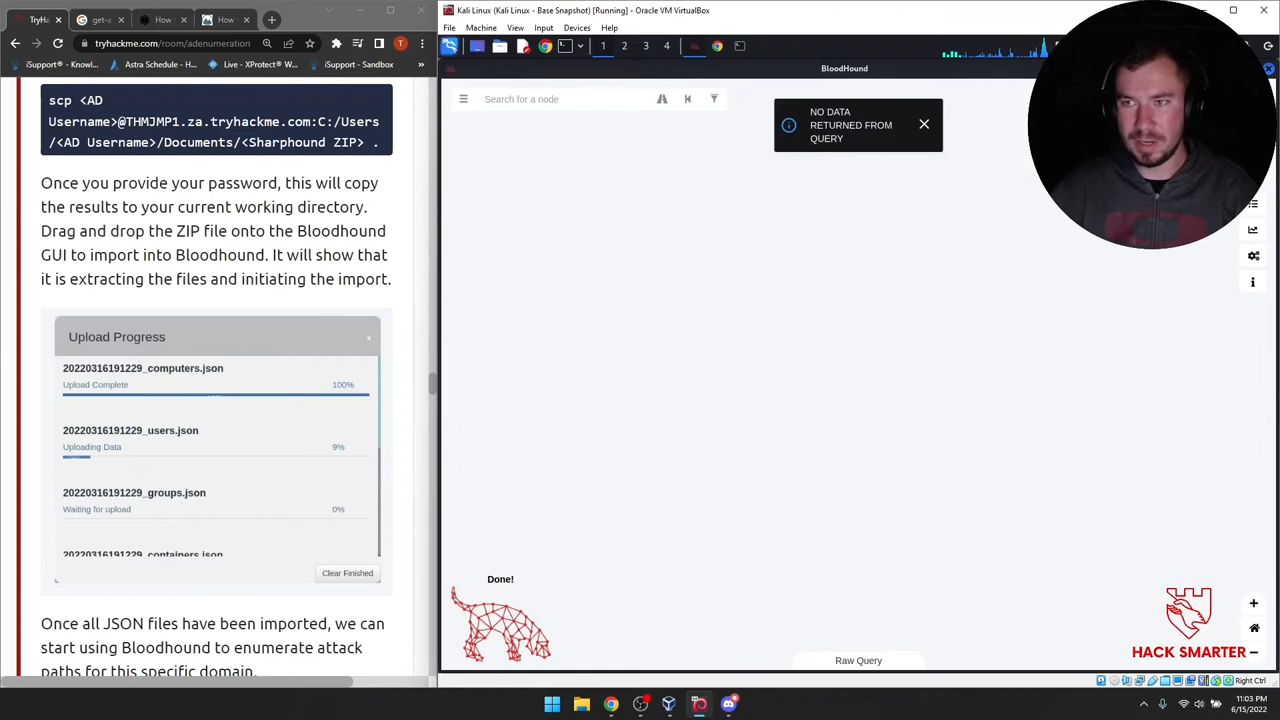 TryHa
get-a
How
How
Kali Linux (Kali Linux - Base Snapshot) [Running] - Oracle VM VirtualBox
tryhackme.com/room/adenumeration
T
File Machine View Input Devices Help
iSupport® - Knowl...
Astra Schedule - H...
Live - XProtect® W...
iSupport® - Sandbox
1 2 3 4
BloodHound
Search for a node
NO DATA
RETURNED FROM
QUERY
scp <AD
Username>@THMJMP1.za.tryhackme.com:C:/Users
/<AD Username>/Documents/<Sharphound ZIP> .
Once you provide your password, this will copy
the results to your current working directory.
Drag and drop the ZIP file onto the Bloodhound
GUI to import into Bloodhound. It will show that
it is extracting the files and initiating the import.
Upload Progress
x
20220316191229_computers.json
Upload Complete 100%
20220316191229_users.json
Uploading Data 9%
20220316191229_groups.json
Waiting for upload 0%
20220316191229_containers.json
Clear Finished
Once all JSON files have been imported, we can
start using Bloodhound to enumerate attack
paths for this specific domain.
Done!
HACK SMARTER
Raw Query
Right Ctrl
11:03 PM
6/15/2022